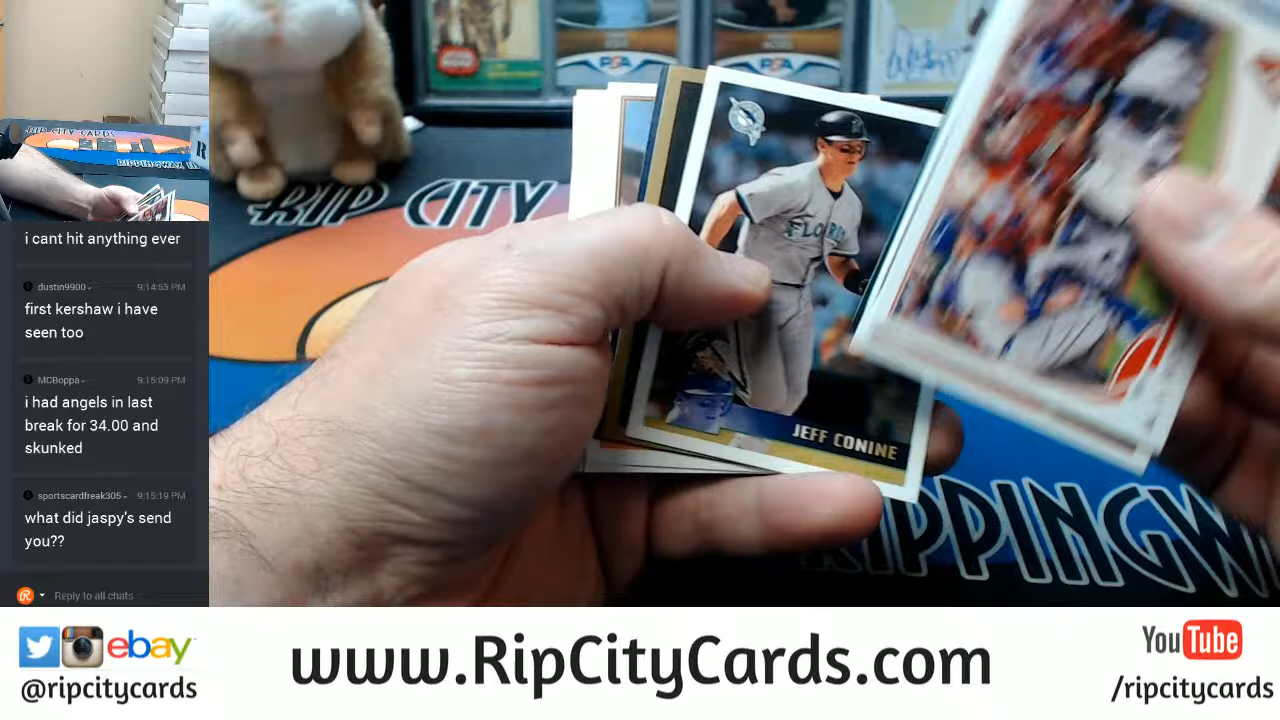 RIP CITY CARDS
RIPPINGWAX
i cant hit anything ever
dustin9900
9:14:55 PM
first kershaw i have
seen too
MCBoppa
9:15:09 PM
i had angels in last
break for 34.00 and
skunked
sportscardfreak305
9:15:19 PM
what did jaspy's send
you??
Reply to all chats
PSA
PSA
RIP CITY
FLORI
JEFF CONINE
RIPPINGW
ebay
@ripcitycards
www.RipCityCards.com
YouTube
/ripcitycards